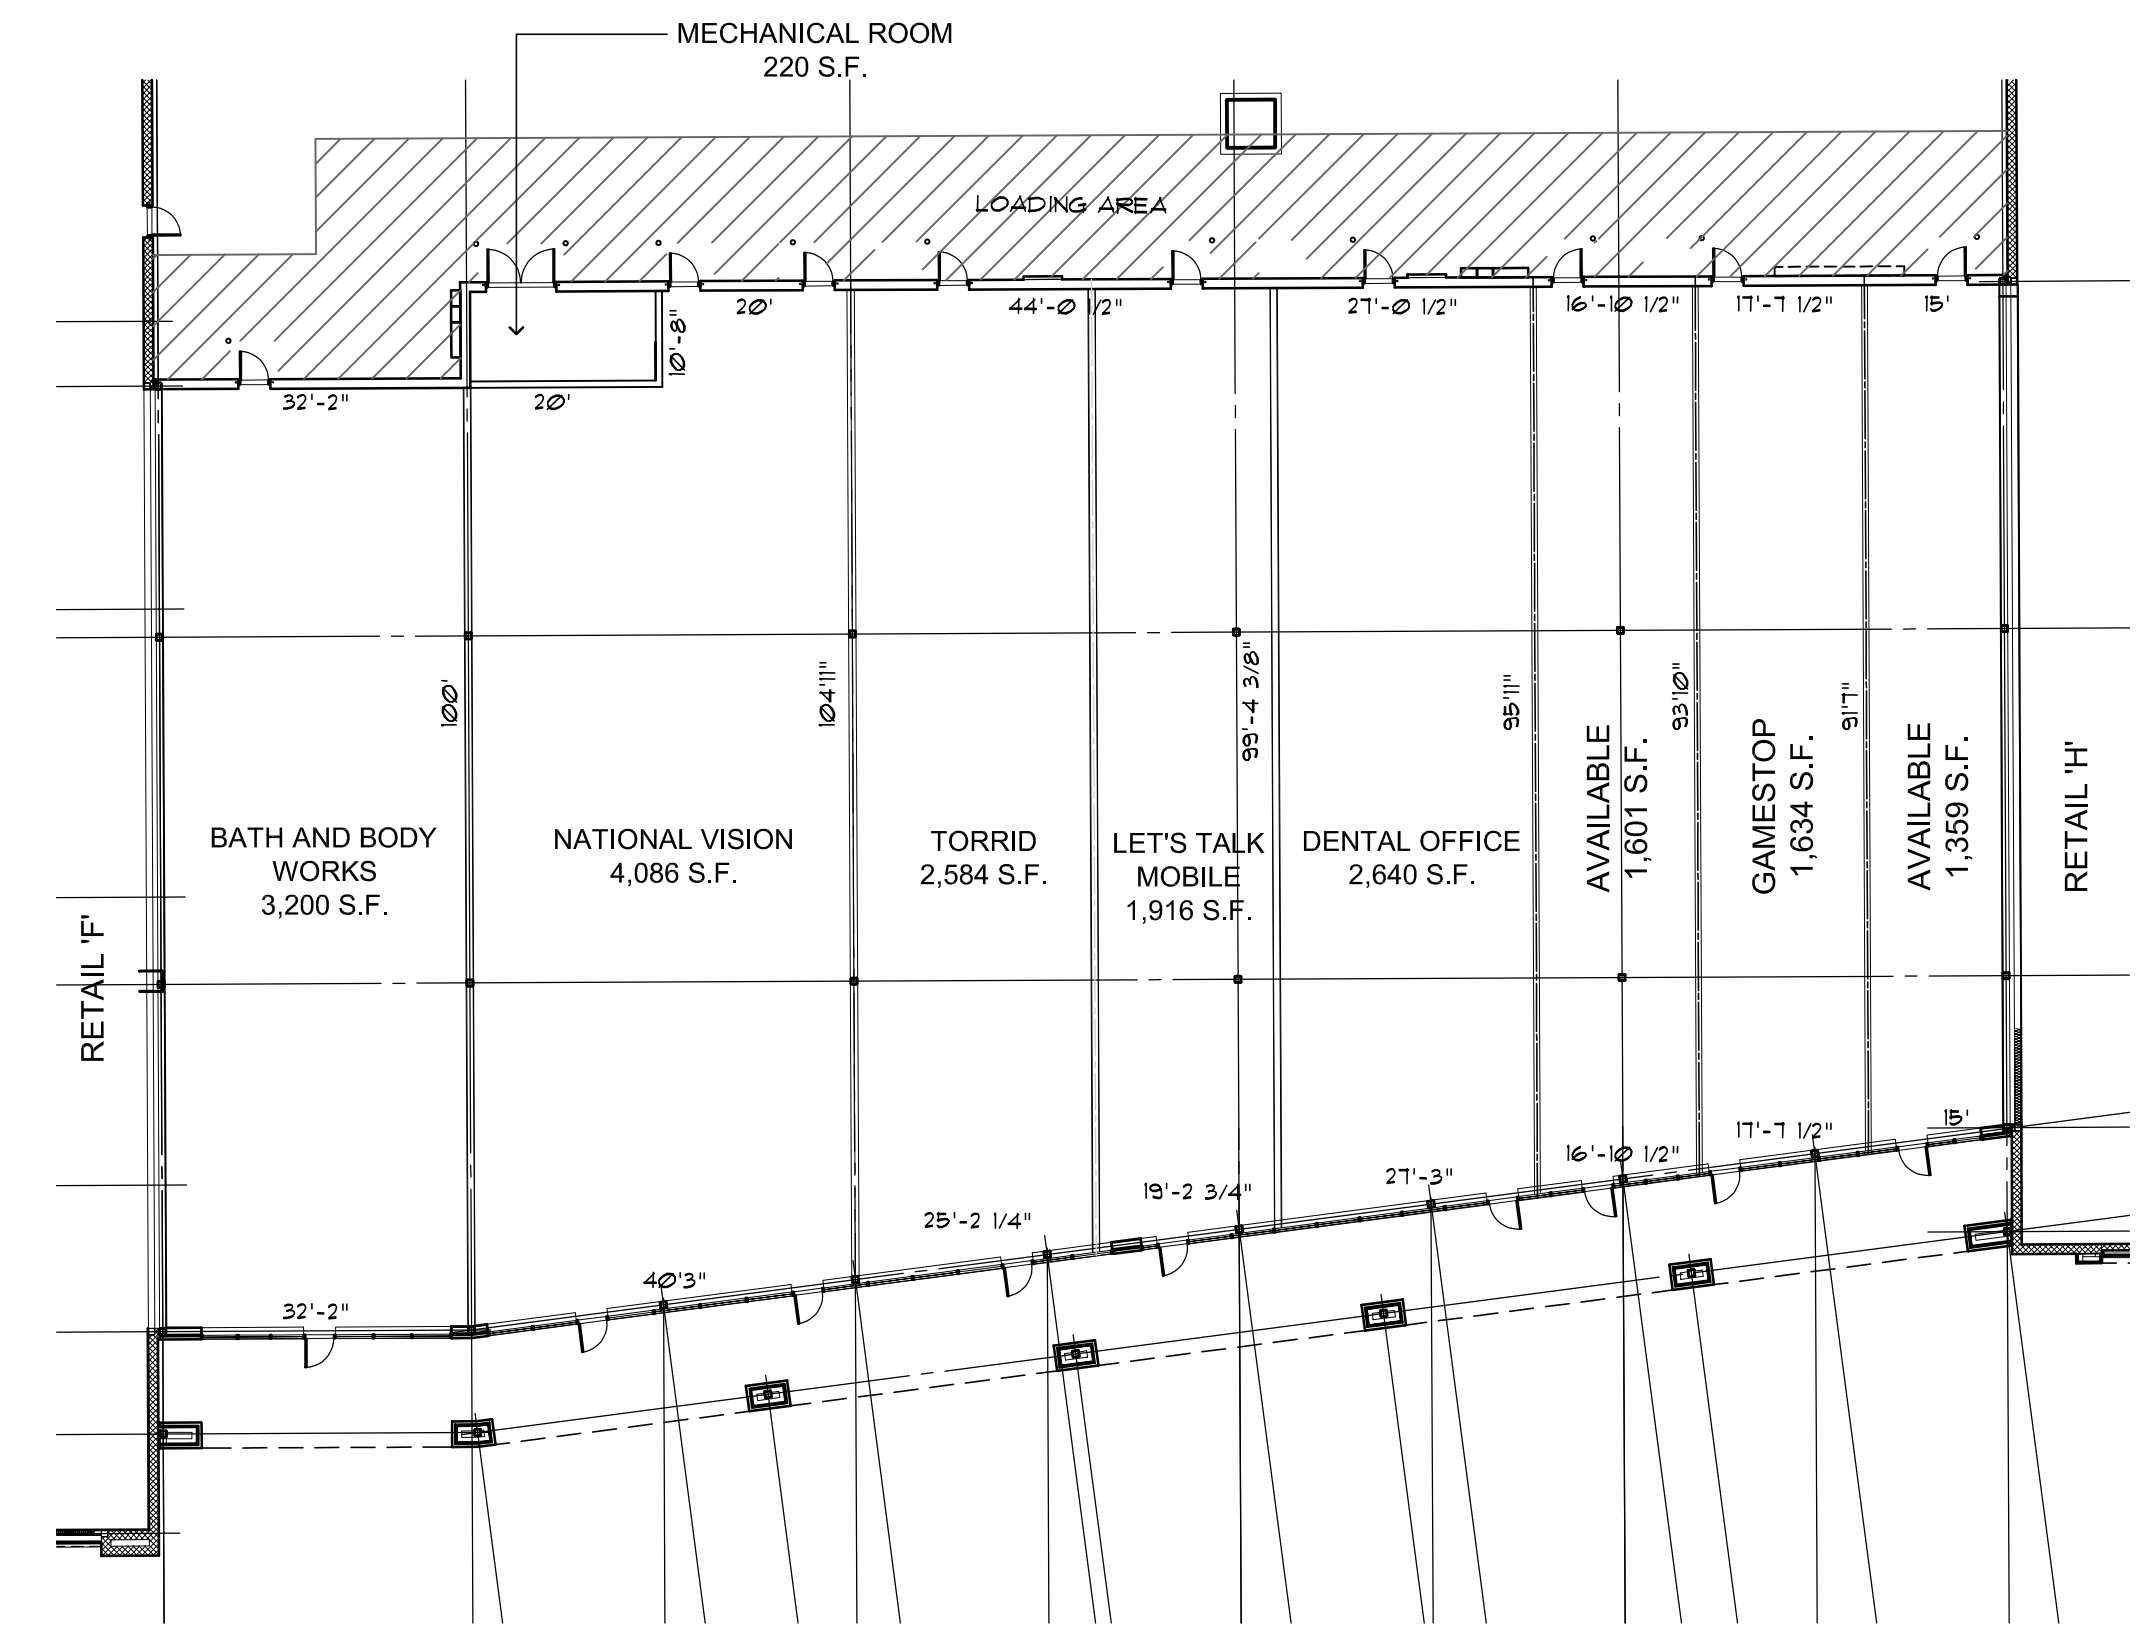 MECHANICAL ROOM
220 S.F.
LOADING AREA
20'
44'-0 1/2"
27'-0 1/2"
16'-10 1/2"
17'-7 1/2"
15'
10'-8"
32'-2"
20'
100'
104'11"
99'-4 3/8"
95'11"
93'10"
91'7"
BATH AND BODY
WORKS
3,200 S.F.
NATIONAL VISION
4,086 S.F.
TORRID
2,584 S.F.
LET'S TALK
MOBILE
1,916 S.F.
DENTAL OFFICE
2,640 S.F.
AVAILABLE
1,601 S.F.
GAMESTOP
1,634 S.F.
AVAILABLE
1,359 S.F.
RETAIL 'H'
RETAIL 'F'
32'-2"
40'3"
25'-2 1/4"
19'-2 3/4"
27'-3"
16'-10 1/2"
17'-7 1/2"
15'